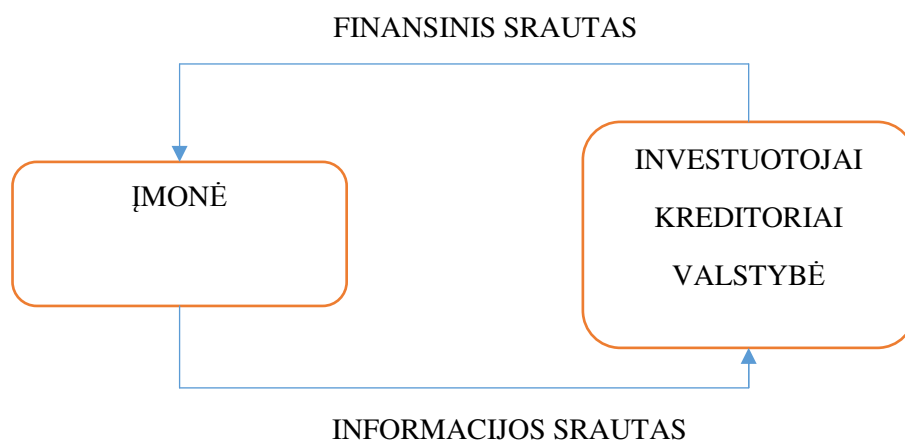 FINANSINIS SRAUTAS
ĮMONĖ
INVESTUOTOJAI
KREDITORIAI
VALSTYBĖ
INFORMACIJOS SRAUTAS